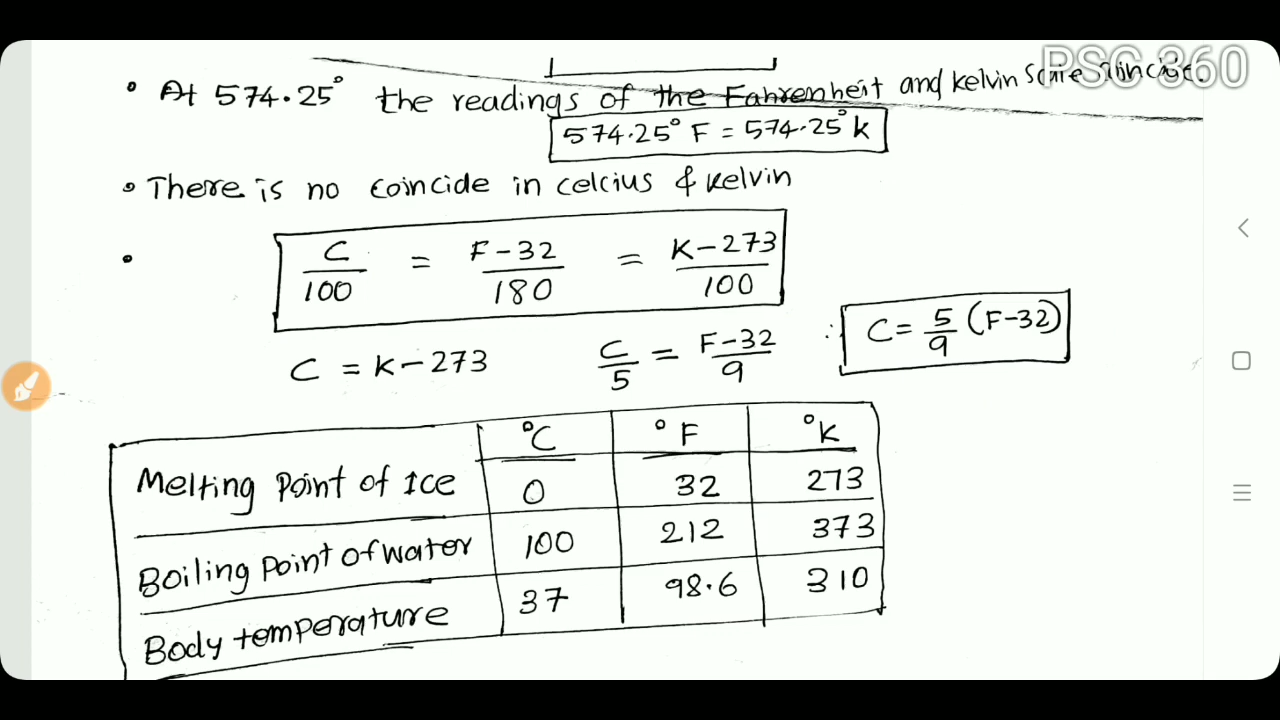 PSC 360
• At 574.25° the readings of the Fahrenheit and kelvin Scale
574.25° F = 574.25° k
• There is no coincide in celcius & kelvin
• C/100 = F-32/180 = K-273/100
C = K-273 C/5 = F-32/9 ∴ C = 5/9 (F-32)
°C °F °K
Melting Point of Ice 0 32 273
Boiling Point of water 100 212 373
Body temperature 37 98.6 310